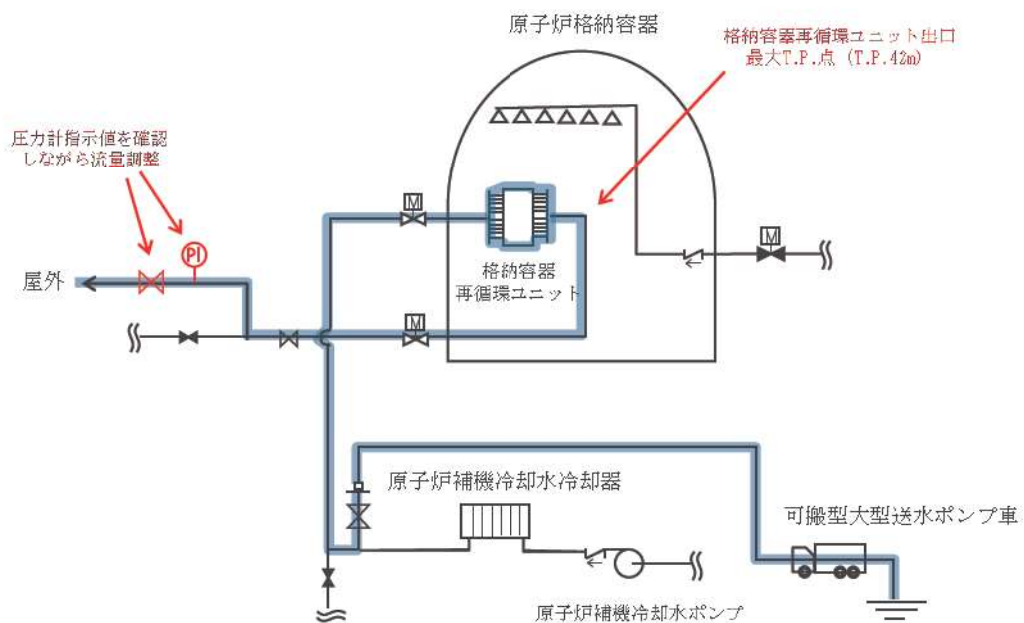 原子炉格納容器
格納容器再循環ユニット出口
最大T.P.点 (T.P.42m)
圧力計指示値を確認
しながら流量調整
M
M
PI
屋外
格納容器
再循環ユニット
M
原子炉補機冷却水冷却器
可搬型大型送水ポンプ車
原子炉補機冷却水ポンプ